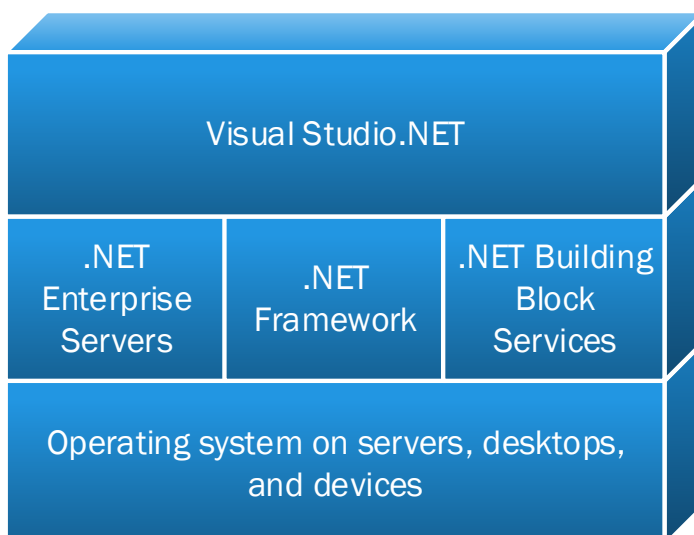 Visual Studio.NET
.NET
Enterprise
Servers
.NET
Framework
.NET Building
Block
Services
Operating system on servers, desktops,
and devices